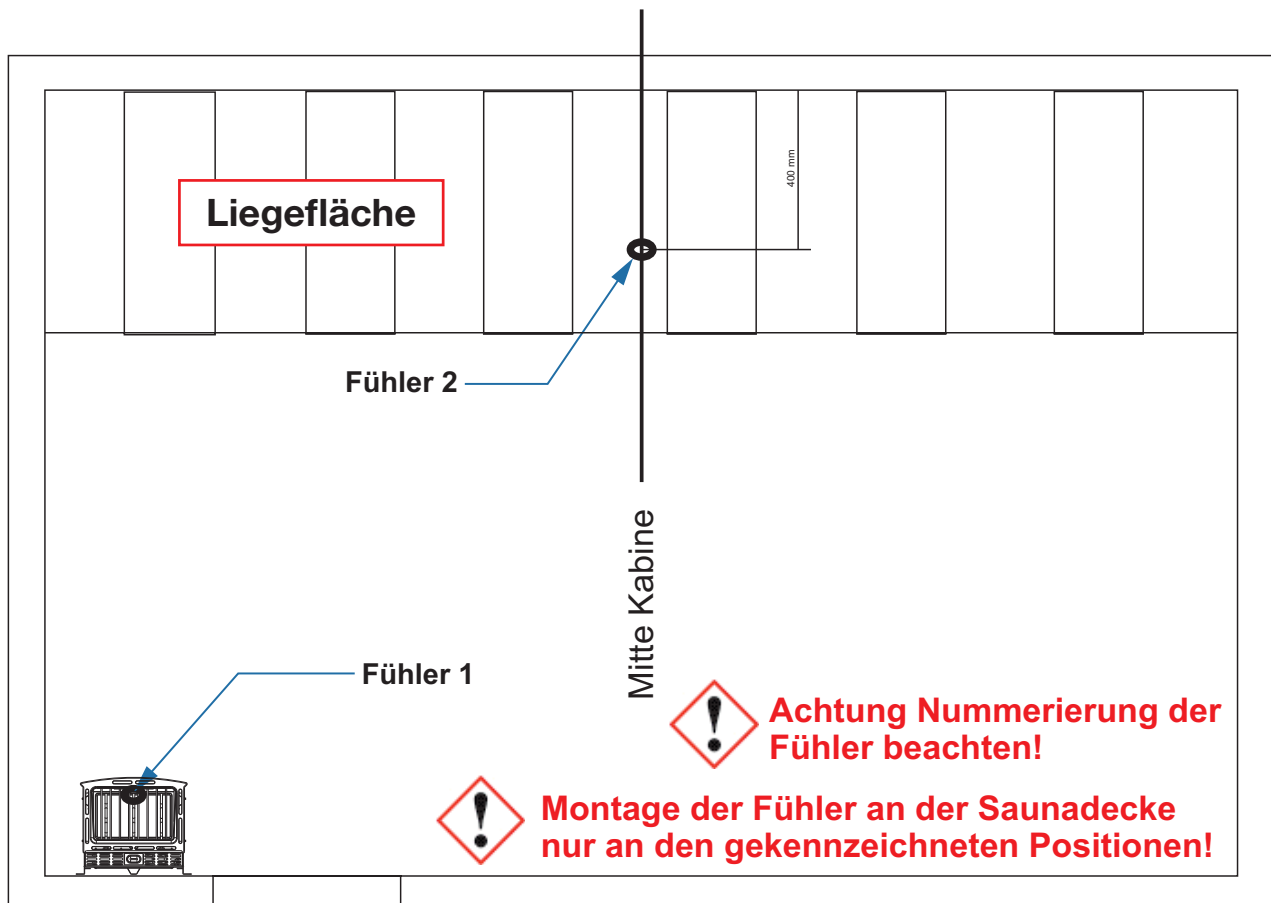 400 mm
Liegefläche
Fühler 2
Mitte Kabine
Fühler 1
Achtung Nummerierung der
Fühler beachten!
Montage der Fühler an der Saunadecke
nur an den gekennzeichneten Positionen!